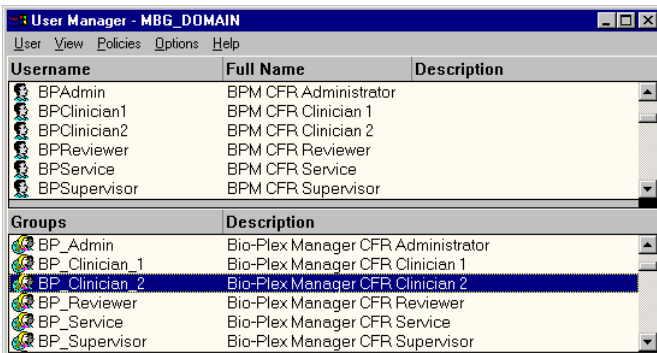 User Manager - MBG_DOMAIN
User View Policies Options Help
Username Full Name Description
BPAdmin BPM CFR Administrator
BPClinician1 BPM CFR Clinician 1
BPClinician2 BPM CFR Clinician 2
BPReviewer BPM CFR Reviewer
BPService BPM CFR Service
BPSupervisor BPM CFR Supervisor
Groups Description
BP_Admin Bio-Plex Manager CFR Administrator
BP_Clinician_1 Bio-Plex Manager CFR Clinician 1
BP_Clinician_2 Bio-Plex Manager CFR Clinician 2
BP_Reviewer Bio-Plex Manager CFR Reviewer
BP_Service Bio-Plex Manager CFR Service
BP_Supervisor Bio-Plex Manager CFR Supervisor